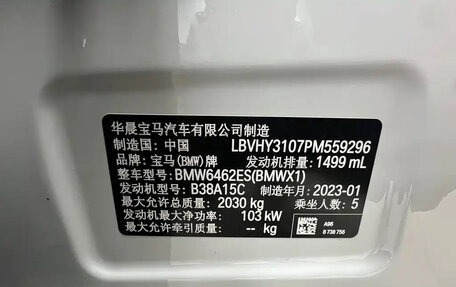 华晨宝马汽车有限公司制造
制造国: 中国 LBVHY3107PM559296
品牌: 宝马(BMW)牌 发动机排量: 1499 mL
整车型号: BMW6462ES(BMWX1)
发动机型号: B38A15C 制造年月: 2023-01
最大允许总质量: 2030 kg 乘坐人数: 5
发动机最大净功率: 103 kW
最大允许牵引质量: -- kg
A96
8 738 756